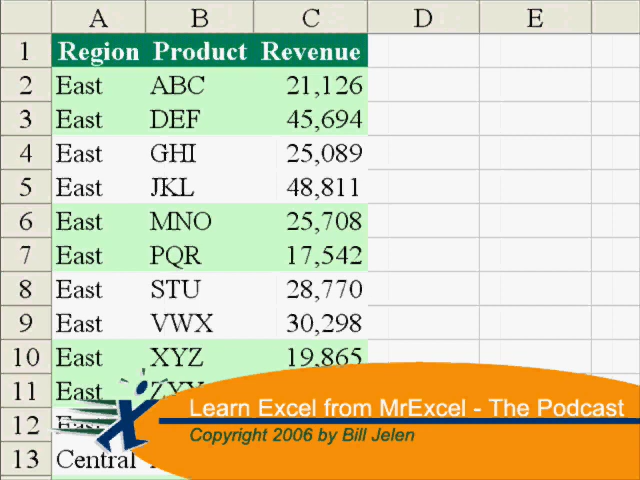 A B C D E
1 Region Product Revenue
2 East ABC 21,126
3 East DEF 45,694
4 East GHI 25,089
5 East JKL 48,811
6 East MNO 25,708
7 East PQR 17,542
8 East STU 28,770
9 East VWX 30,298
10 East XYZ 19,865
11 East
12 East
13 Central
Learn Excel from MrExcel - The Podcast
Copyright 2006 by Bill Jelen